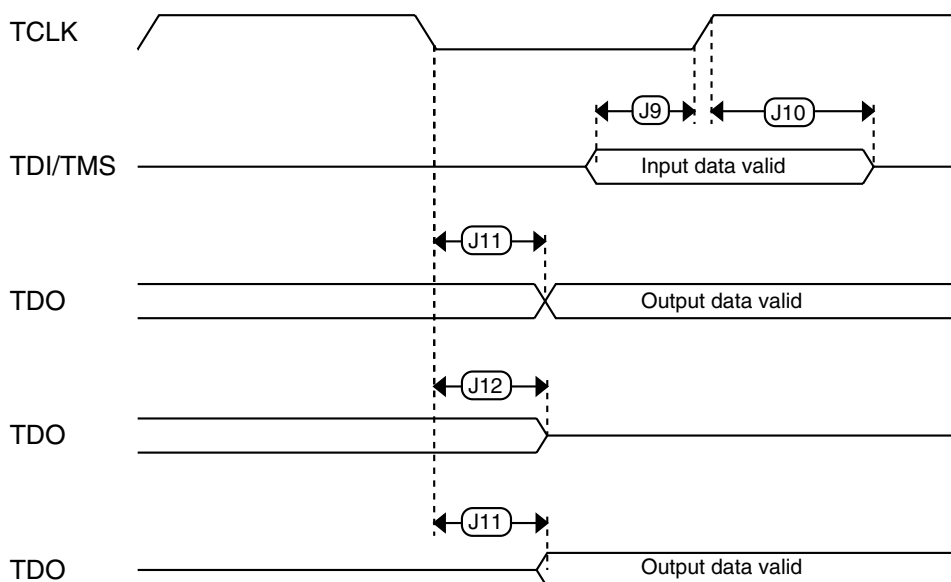 TCLK
J9
J10
TDI/TMS
Input data valid
J11
TDO
Output data valid
J12
TDO
J11
TDO
Output data valid